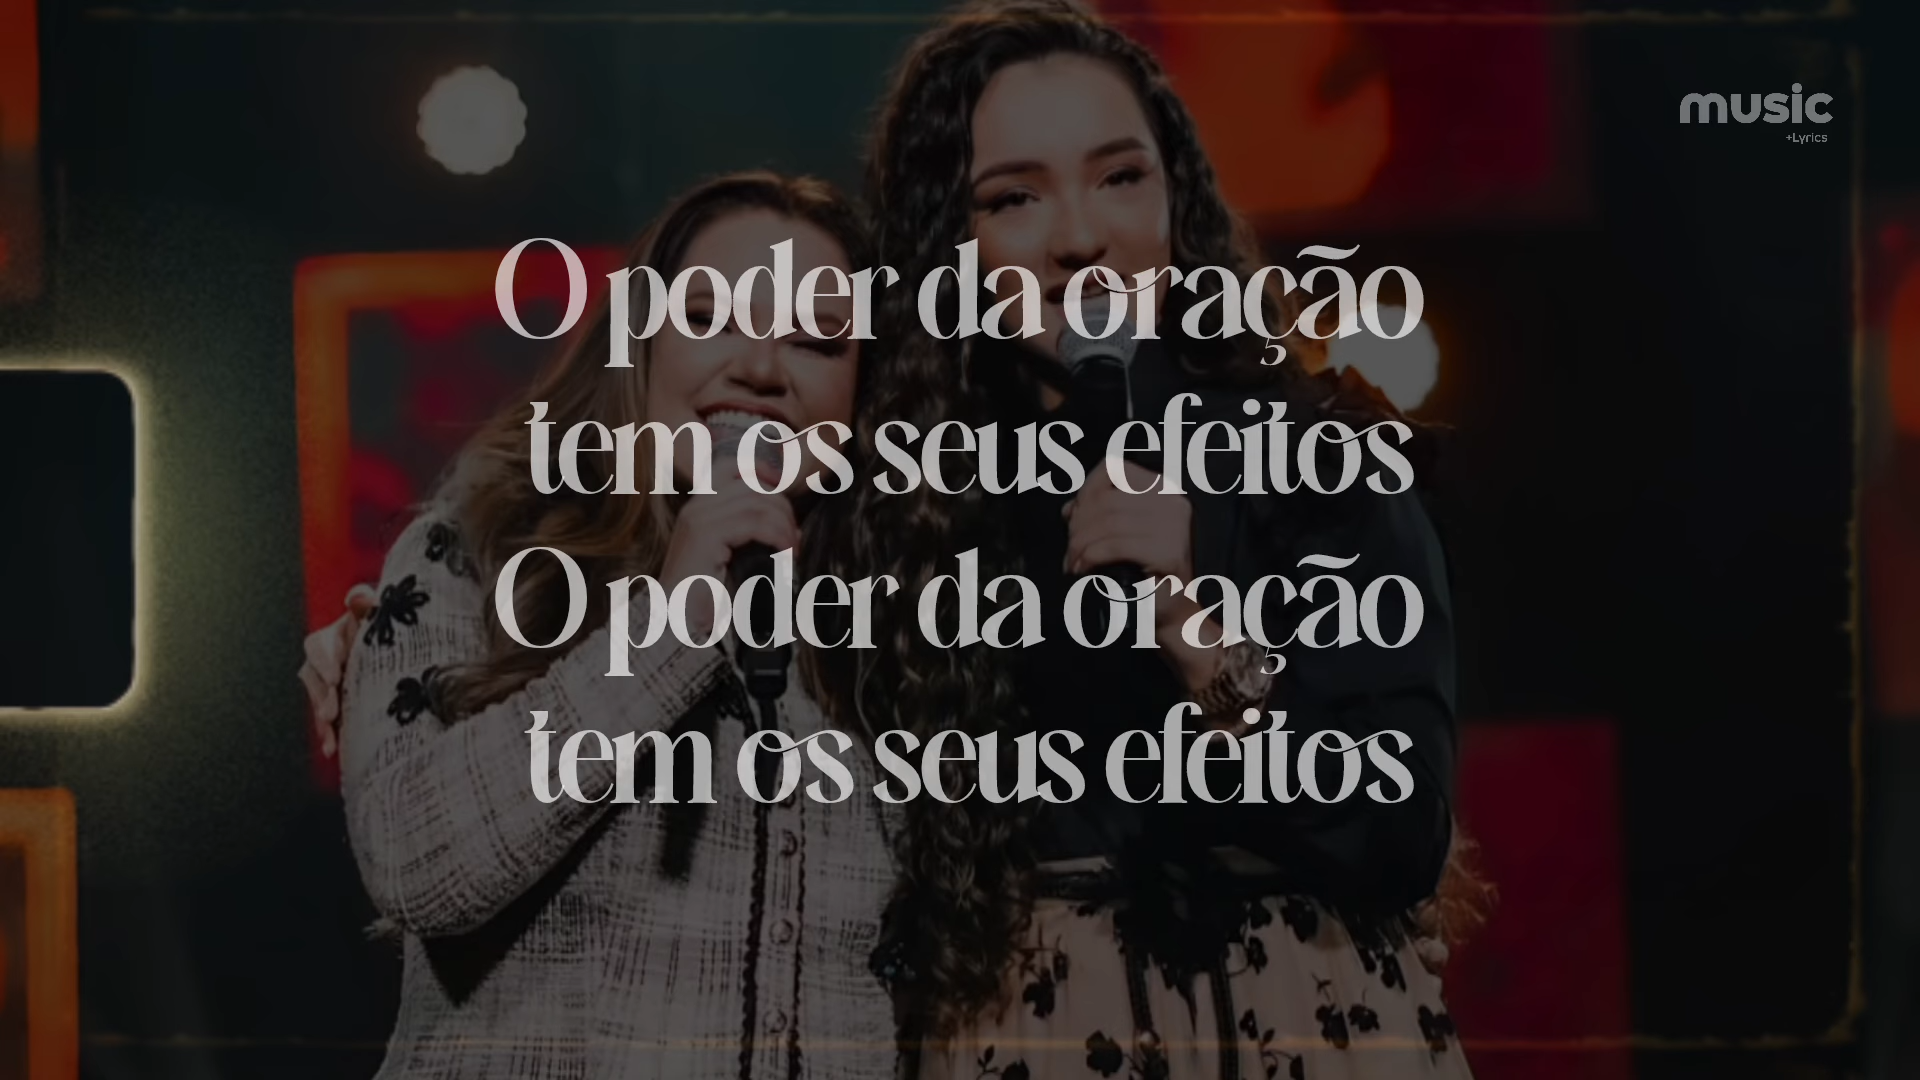 music
+Lyrics
O poder da oração
tem os seus efeitos
O poder da oração
tem os seus efeitos